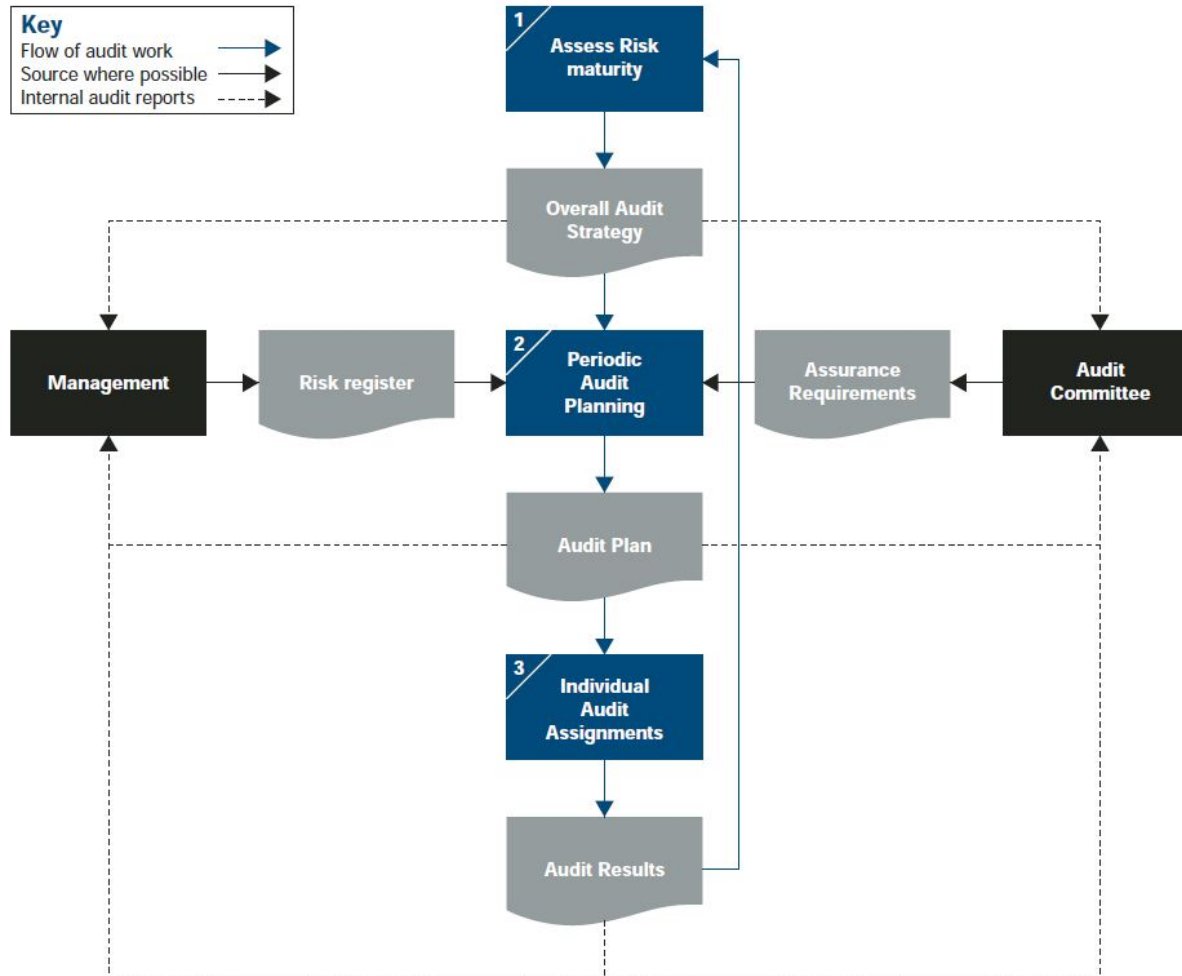 Key
Flow of audit work
Source where possible
Internal audit reports
1
Assess Risk
maturity
Overall Audit
Strategy
Management
Risk register
2
Periodic
Audit
Planning
Assurance
Requirements
Audit
Committee
Audit Plan
3
Individual
Audit
Assignments
Audit Results